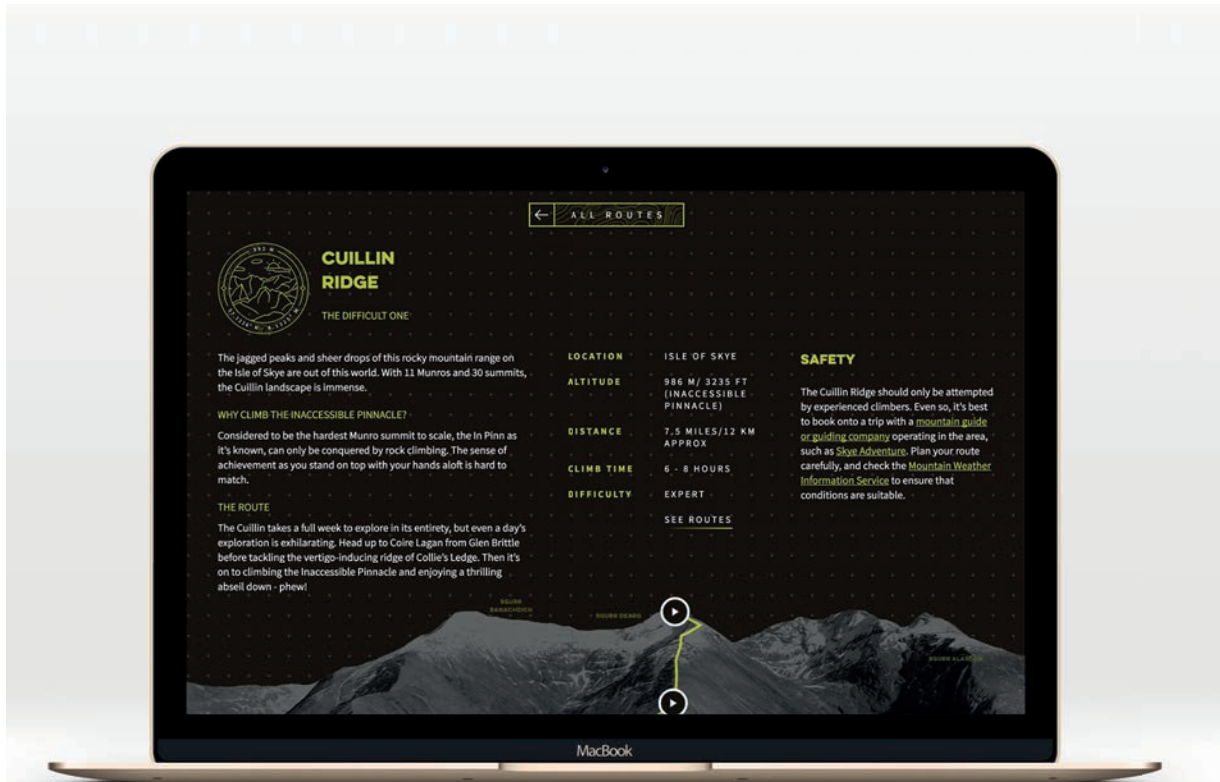 ALL ROUTES
CUILLIN
RIDGE
THE DIFFICULT ONE
The jagged peaks and sheer drops of this rocky mountain range on
the Isle of Skye are out of this world. With 11 Munros and 30 summits,
the Cuillin landscape is immense.
WHY CLIMB THE INACCESSIBLE PINNACLE?
Considered to be the hardest Munro summit to scale, the In Pinn as
it's known, can only be conquered by rock climbing. The sense of
achievement as you stand on top with your hands aloft is hard to
match.
THE ROUTE
The Cuillin takes a full week to explore in its entirety, but even a day's
exploration is exhilarating. Head up to Coire Lagan from Glen Brittle
before tackling the vertigo-inducing ridge of Collie's Ledge. Then it's
on to climbing the Inaccessible Pinnacle and enjoying a thrilling
abseil down - phew!
LOCATION ISLE OF SKYE
ALTITUDE 986 M/ 3235 FT
(INACCESSIBLE
PINNACLE)
DISTANCE 7.5 MILES/12 KM
APPROX
CLIMB TIME 6 - 8 HOURS
DIFFICULTY EXPERT
SEE ROUTES
SAFETY
The Cuillin Ridge should only be attempted
by experienced climbers. Even so, it's best
to book onto a trip with a mountain guide
or guiding company operating in the area,
such as Skye Adventure. Plan your route
carefully, and check the Mountain Weather
Information Service to ensure that
conditions are suitable.
SGURR
BANACHDICH
SGURR DEARG
MacBook